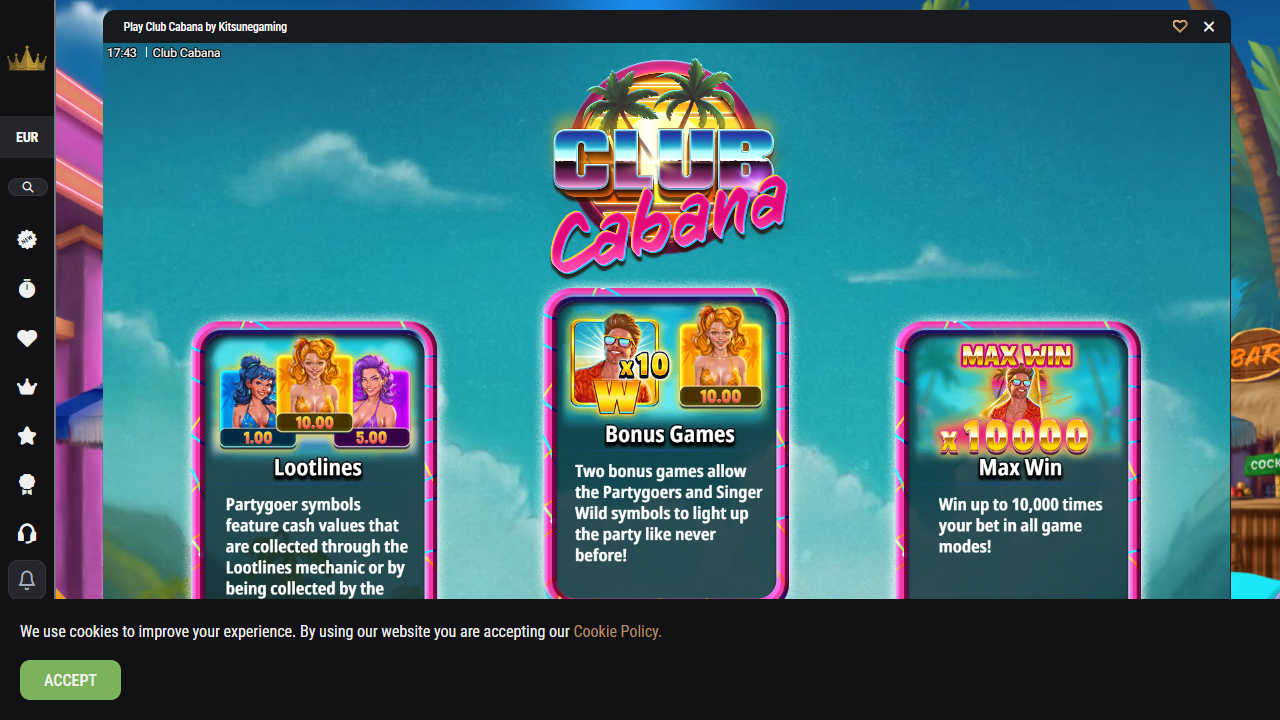 Play Club Cabana by Kitsunegaming
17:43 | Club Cabana
EUR
NEW
CLUB
Cabana
1.00
10.00
5.00
Lootlines
Partygoer symbols
feature cash values that
are collected through the
Lootlines mechanic or by
being collected by the
x10
W
10.00
Bonus Games
Two bonus games allow
the Partygoers and Singer
Wild symbols to light up
the party like never
before!
MAX WIN
x10000
Max Win
Win up to 10,000 times
your bet in all game
modes!
BAR
COCK
We use cookies to improve your experience. By using our website you are accepting our Cookie Policy.
ACCEPT